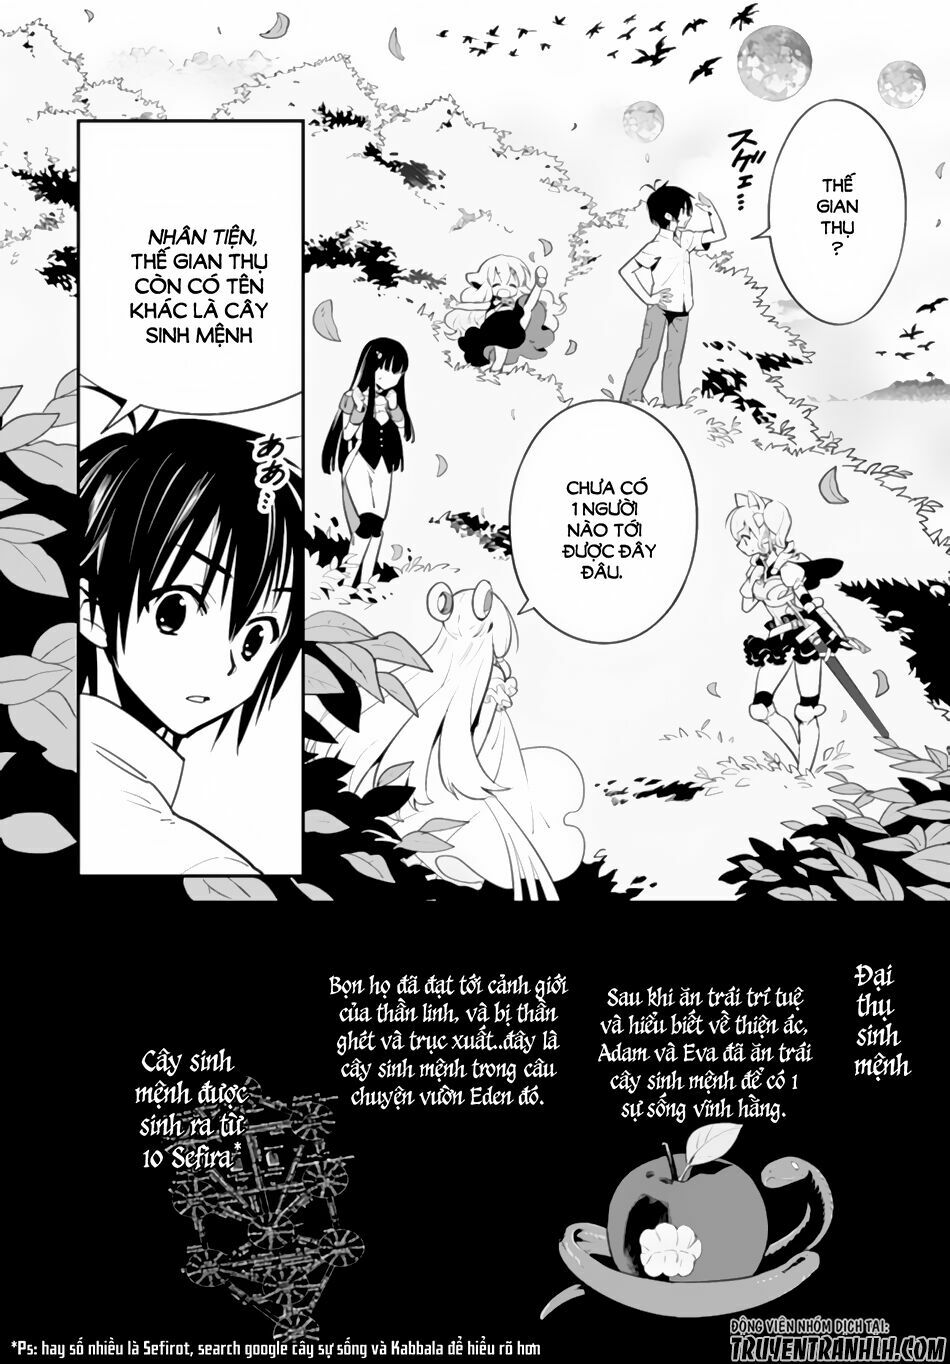 THẾ
GIAN
THỤ
?
スゲェ...
CHƯA CÓ
1 NGƯỜI
NÀO TỚI
ĐƯỢC ĐÂY
ĐÂU.
NHÂN TIỆN,
THẾ GIAN THỤ
CÒN CÓ TÊN
KHÁC LÀ CÂY
SINH MỆNH
ああ...
Đại
thụ
sinh
mệnh
Sau khi ăn trái trí tuệ
và hiểu biết về thiện ác,
Adam và Eva đã ăn trái
cây sinh mệnh để có 1
sự sống vĩnh hằng.
Bọn họ đã đạt tới cảnh giới
của thần linh, và bị thần
ghét và trục xuất..đây là
cây sinh mệnh trong câu
chuyện vườn Eden đó.
Cây sinh
mệnh được
sinh ra từ
10 Sefira*
*Ps: hay số nhiều là Sefirot, search google cây sự sống và Kabbala để hiểu rõ hơn
ĐỘNG VIÊN NHÓM DỊCH TẠI:
TRUYENTRANHLH.COM